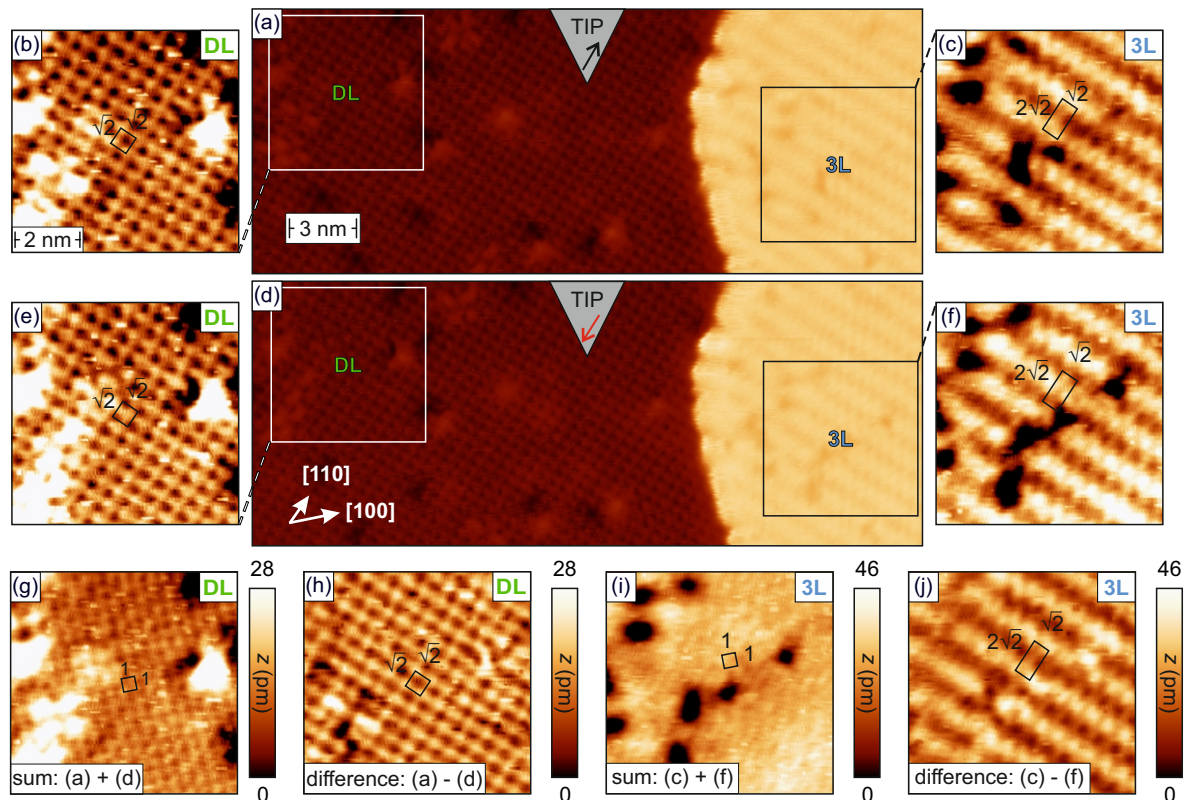 (b)
DL
√2
√2
2 nm
(a)
TIP
DL
3L
3 nm
(c)
3L
2√2
√2
(e)
DL
√2
√2
(d)
TIP
DL
3L
[110]
[100]
(f)
3L
2√2
√2
(g)
DL
1
1
sum: (a) + (d)
28
z (pm)
0
(h)
DL
√2
√2
difference: (a) - (d)
28
z (pm)
0
(i)
3L
1
1
sum: (c) + (f)
46
z (pm)
0
(j)
3L
2√2
√2
difference: (c) - (f)
46
z (pm)
0